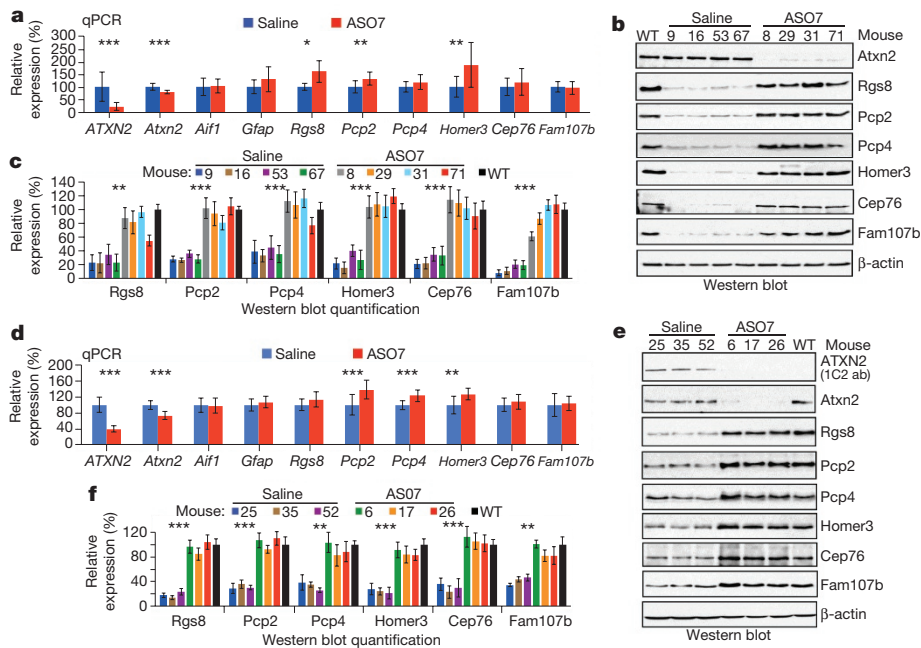 a qPCR Saline ASO7
Relative expression (%)
300
250
200
150
100
50
0
*** *** * ** **
ATXN2 Atxn2 Aif1 Gfap Rgs8 Pcp2 Pcp4 Homer3 Cep76 Fam107b
b Saline ASO7
WT 9 16 53 67 8 29 31 71 Mouse
Atxn2
Rgs8
Pcp2
Pcp4
Homer3
Cep76
Fam107b
β-actin
Western blot
c Saline ASO7
Mouse: 9 16 53 67 8 29 31 71 WT
Relative expression (%)
140
120
100
80
60
40
20
0
** *** *** *** *** ***
Rgs8 Pcp2 Pcp4 Homer3 Cep76 Fam107b
Western blot quantification
d qPCR Saline ASO7
Relative expression (%)
200
160
120
80
40
0
*** *** *** *** **
ATXN2 Atxn2 Aif1 Gfap Rgs8 Pcp2 Pcp4 Homer3 Cep76 Fam107b
e Saline ASO7
25 35 52 6 17 26 WT Mouse
ATXN2
(1C2 ab)
Atxn2
Rgs8
Pcp2
Pcp4
Homer3
Cep76
Fam107b
β-actin
Western blot
f Saline AS07
Mouse: 25 35 52 6 17 26 WT
Relative expression (%)
120
80
40
0
*** *** ** *** *** **
Rgs8 Pcp2 Pcp4 Homer3 Cep76 Fam107b
Western blot quantification